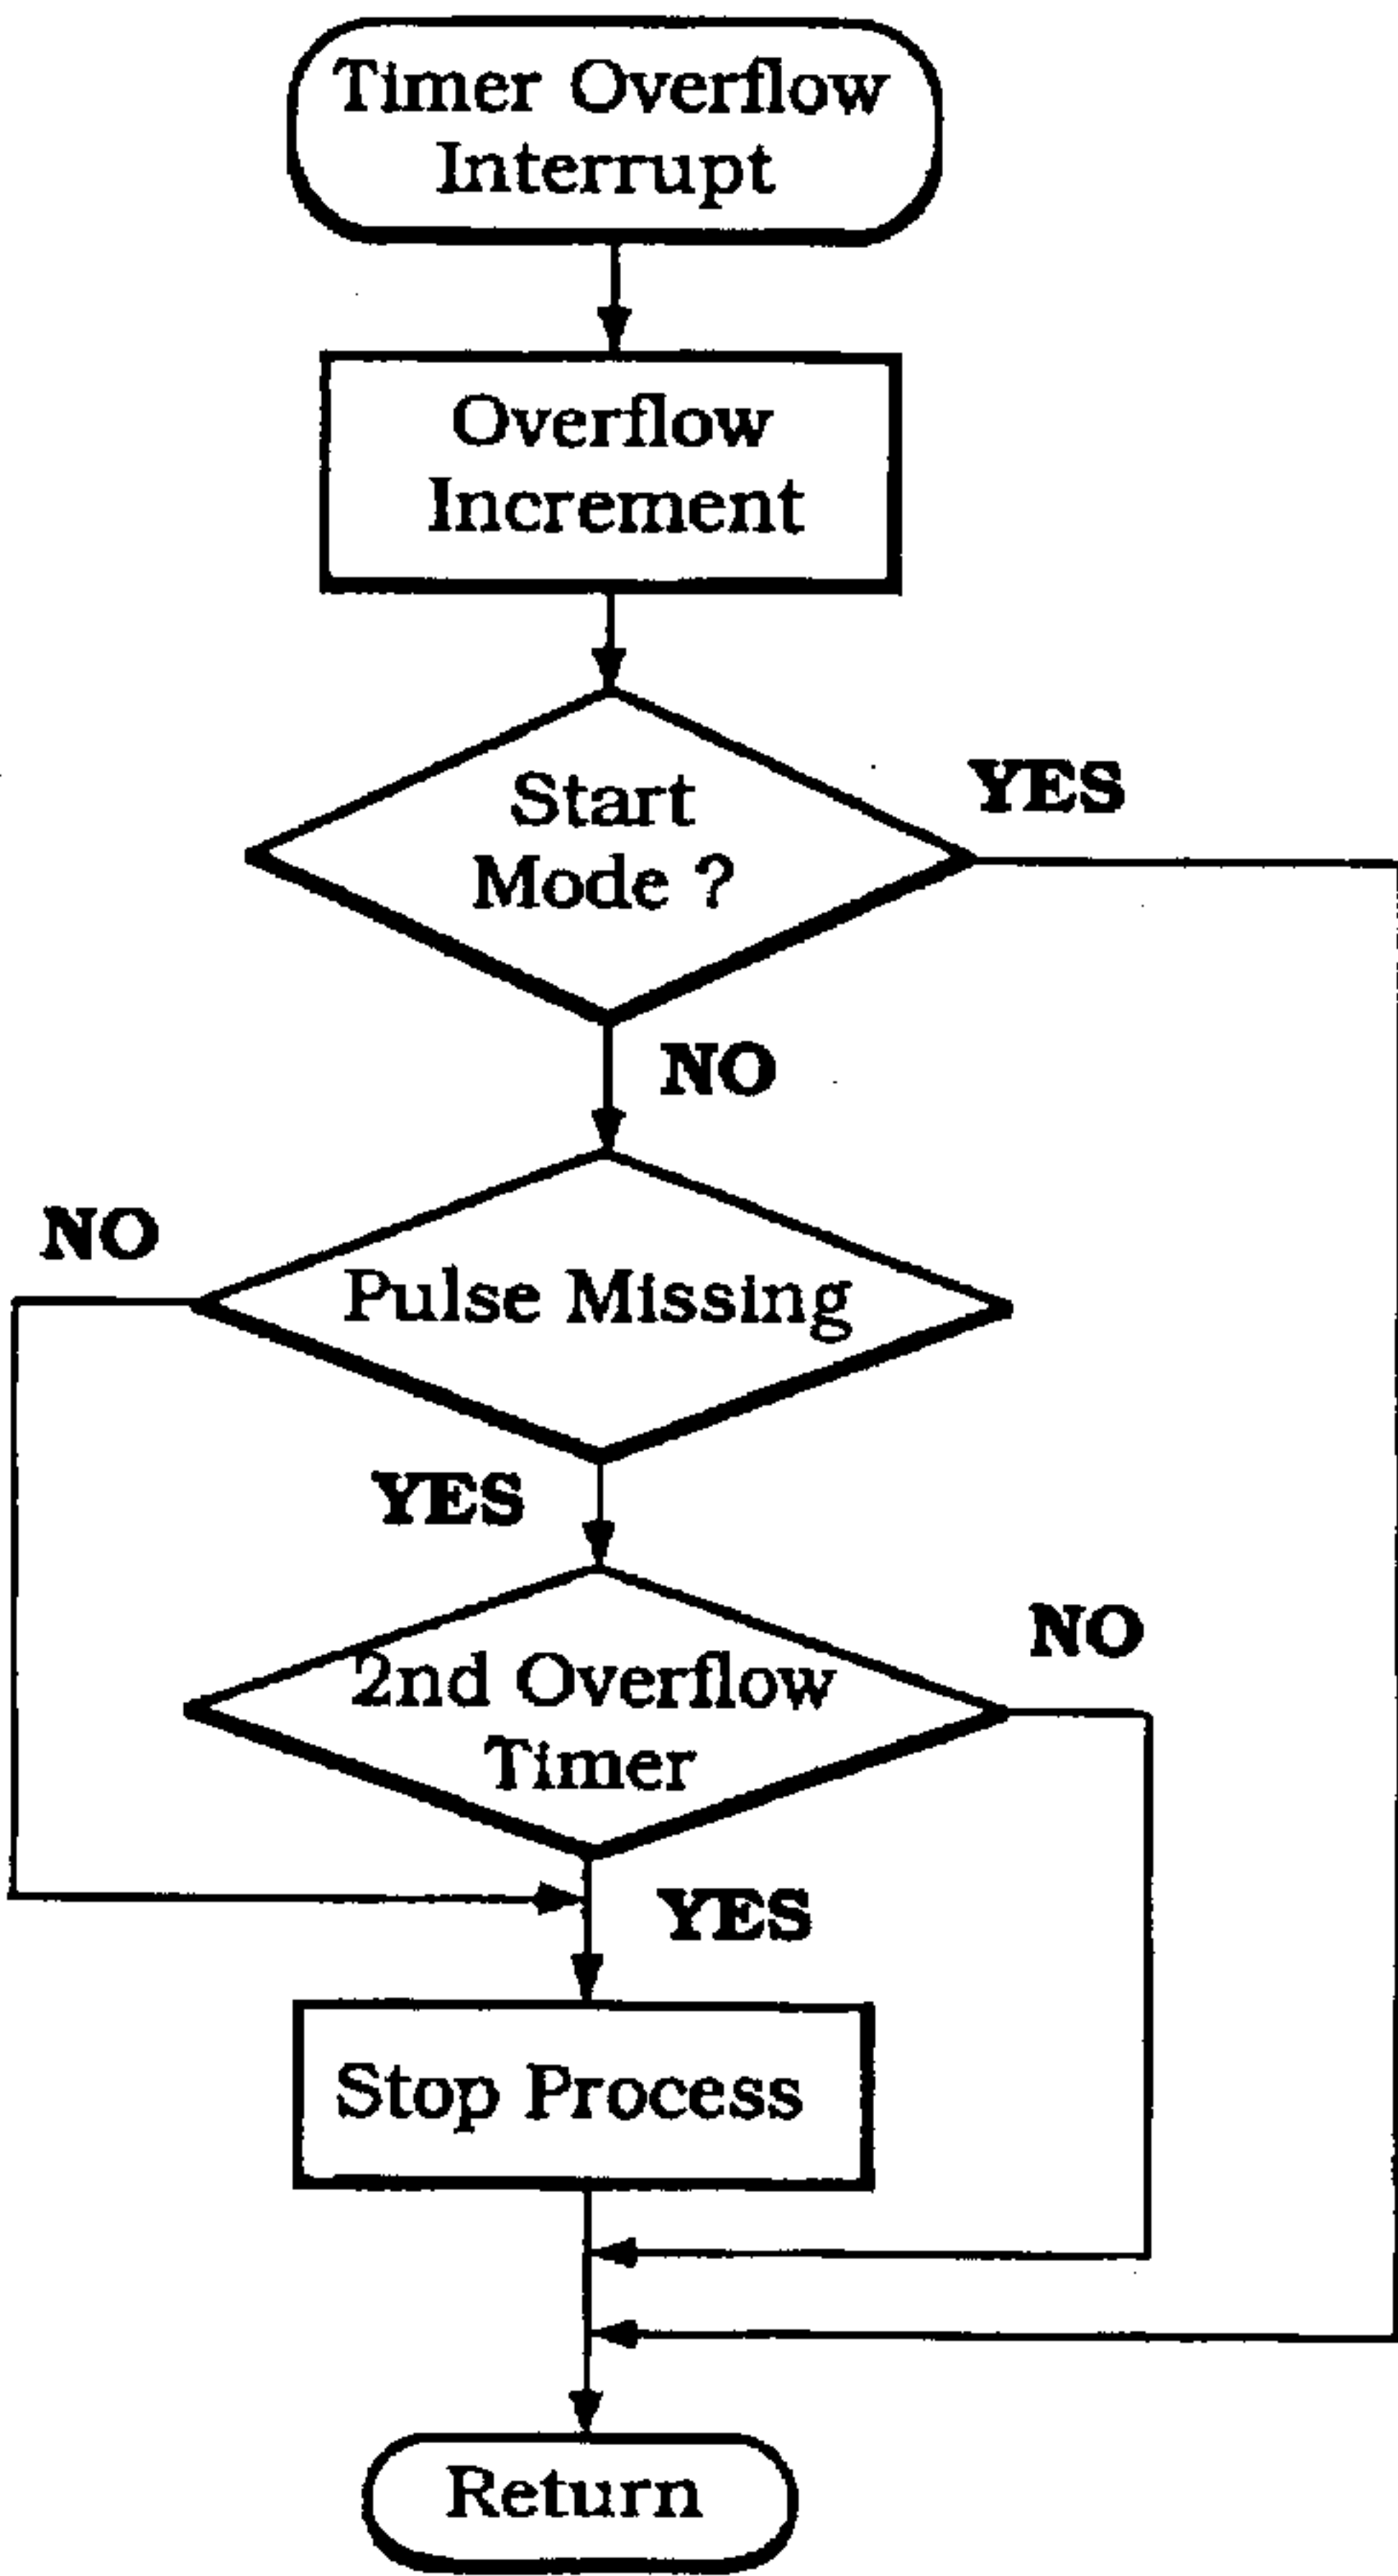 Timer Overflow
Interrupt
Overflow
Increment
Start
Mode ?
YES
NO
NO
Pulse Missing
YES
2nd Overflow
Timer
NO
YES
Stop Process
Return